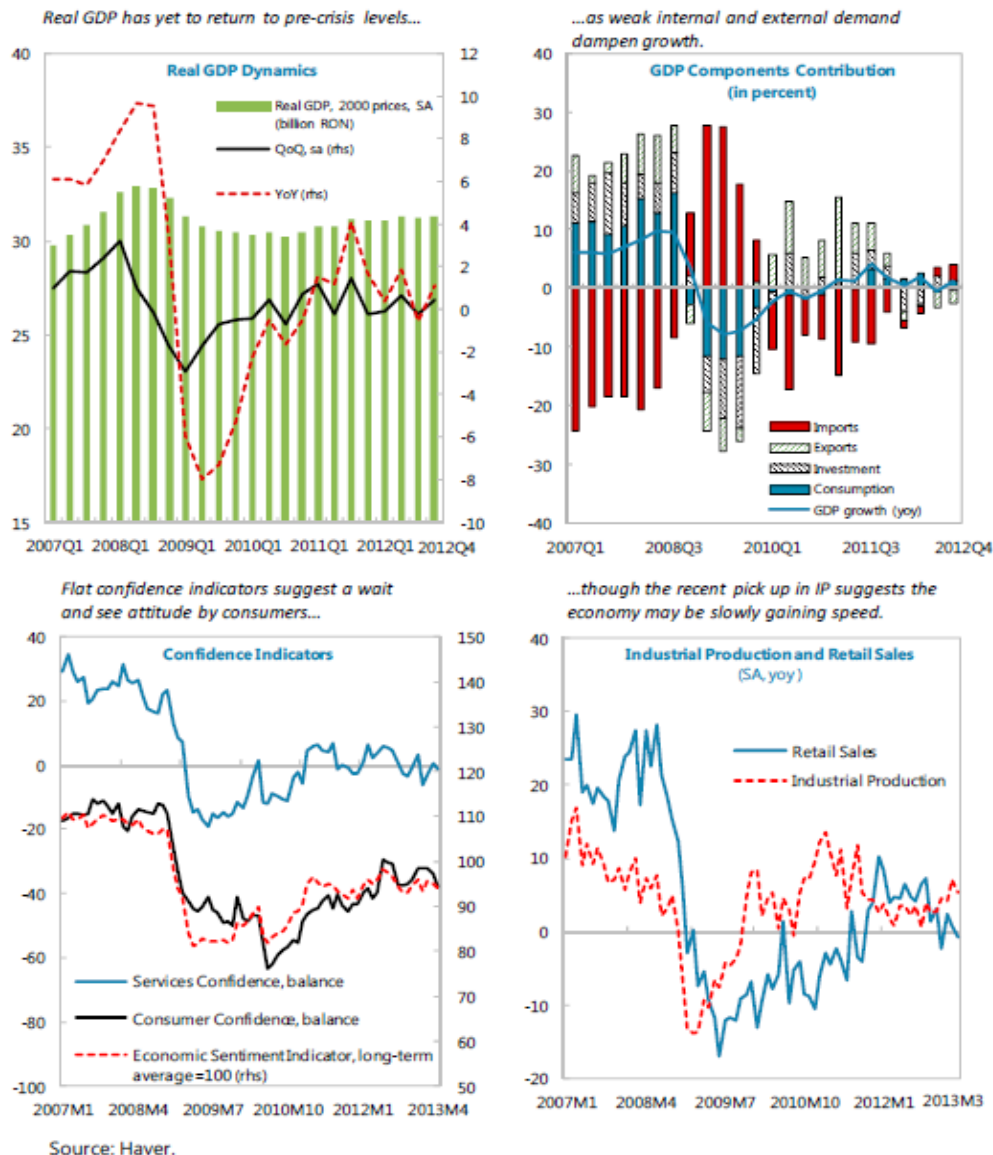 Real GDP has yet to return to pre-crisis levels...
Real GDP Dynamics
Real GDP, 2000 prices, SA
(billion RON)
QoQ, sa (rhs)
YoY (rhs)
40
35
30
25
20
15
12
10
8
6
4
2
0
-2
-4
-6
-8
-10
2007Q1 2008Q1 2009Q1 2010Q1 2011Q1 2012Q1 2012Q4
...as weak internal and external demand
dampen growth.
GDP Components Contribution
(in percent)
40
30
20
10
0
-10
-20
-30
-40
Imports
Exports
Investment
Consumption
GDP growth (yoy)
2007Q1 2008Q3 2010Q1 2011Q3 2012Q4
Flat confidence indicators suggest a wait
and see attitude by consumers...
Confidence Indicators
40
20
0
-20
-40
-60
-80
-100
150
140
130
120
110
100
90
80
70
60
50
Services Confidence, balance
Consumer Confidence, balance
Economic Sentiment Indicator, long-term
average=100 (rhs)
2007M1 2008M4 2009M7 2010M10 2012M1 2013M4
...though the recent pick up in IP suggests the
economy may be slowly gaining speed.
Industrial Production and Retail Sales
(SA, yoy)
40
30
20
10
0
-10
-20
Retail Sales
Industrial Production
2007M1 2008M4 2009M7 2010M10 2012M1 2013M3
Source: Haver.